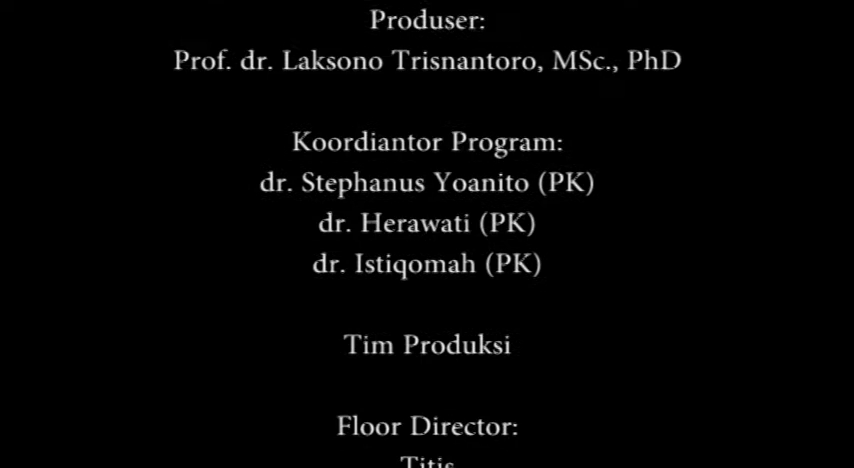 Produser:
Prof. dr. Laksono Trisnantoro, MSc., PhD
Koordiantor Program:
dr. Stephanus Yoanito (PK)
dr. Herawati (PK)
dr. Istiqomah (PK)
Tim Produksi
Floor Director:
Titis